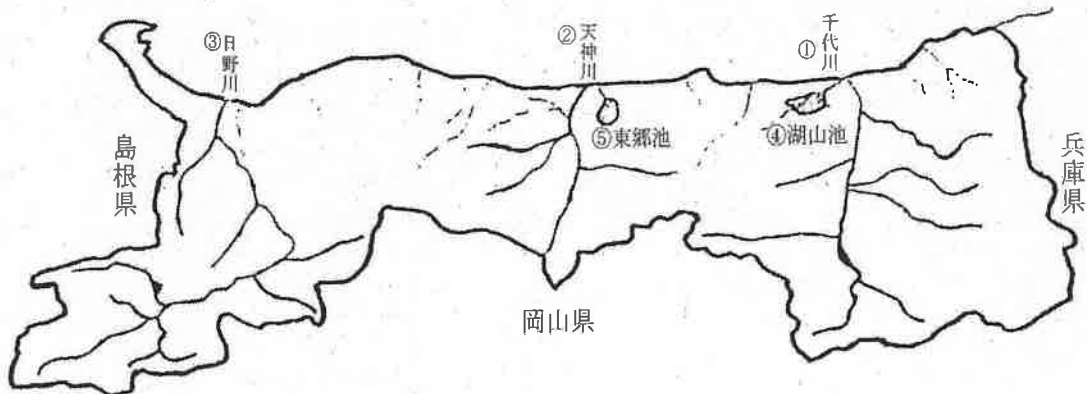 ③日野川
②天神川
①千代川
⑤東郷池
④湖山池
島根県
兵庫県
岡山県